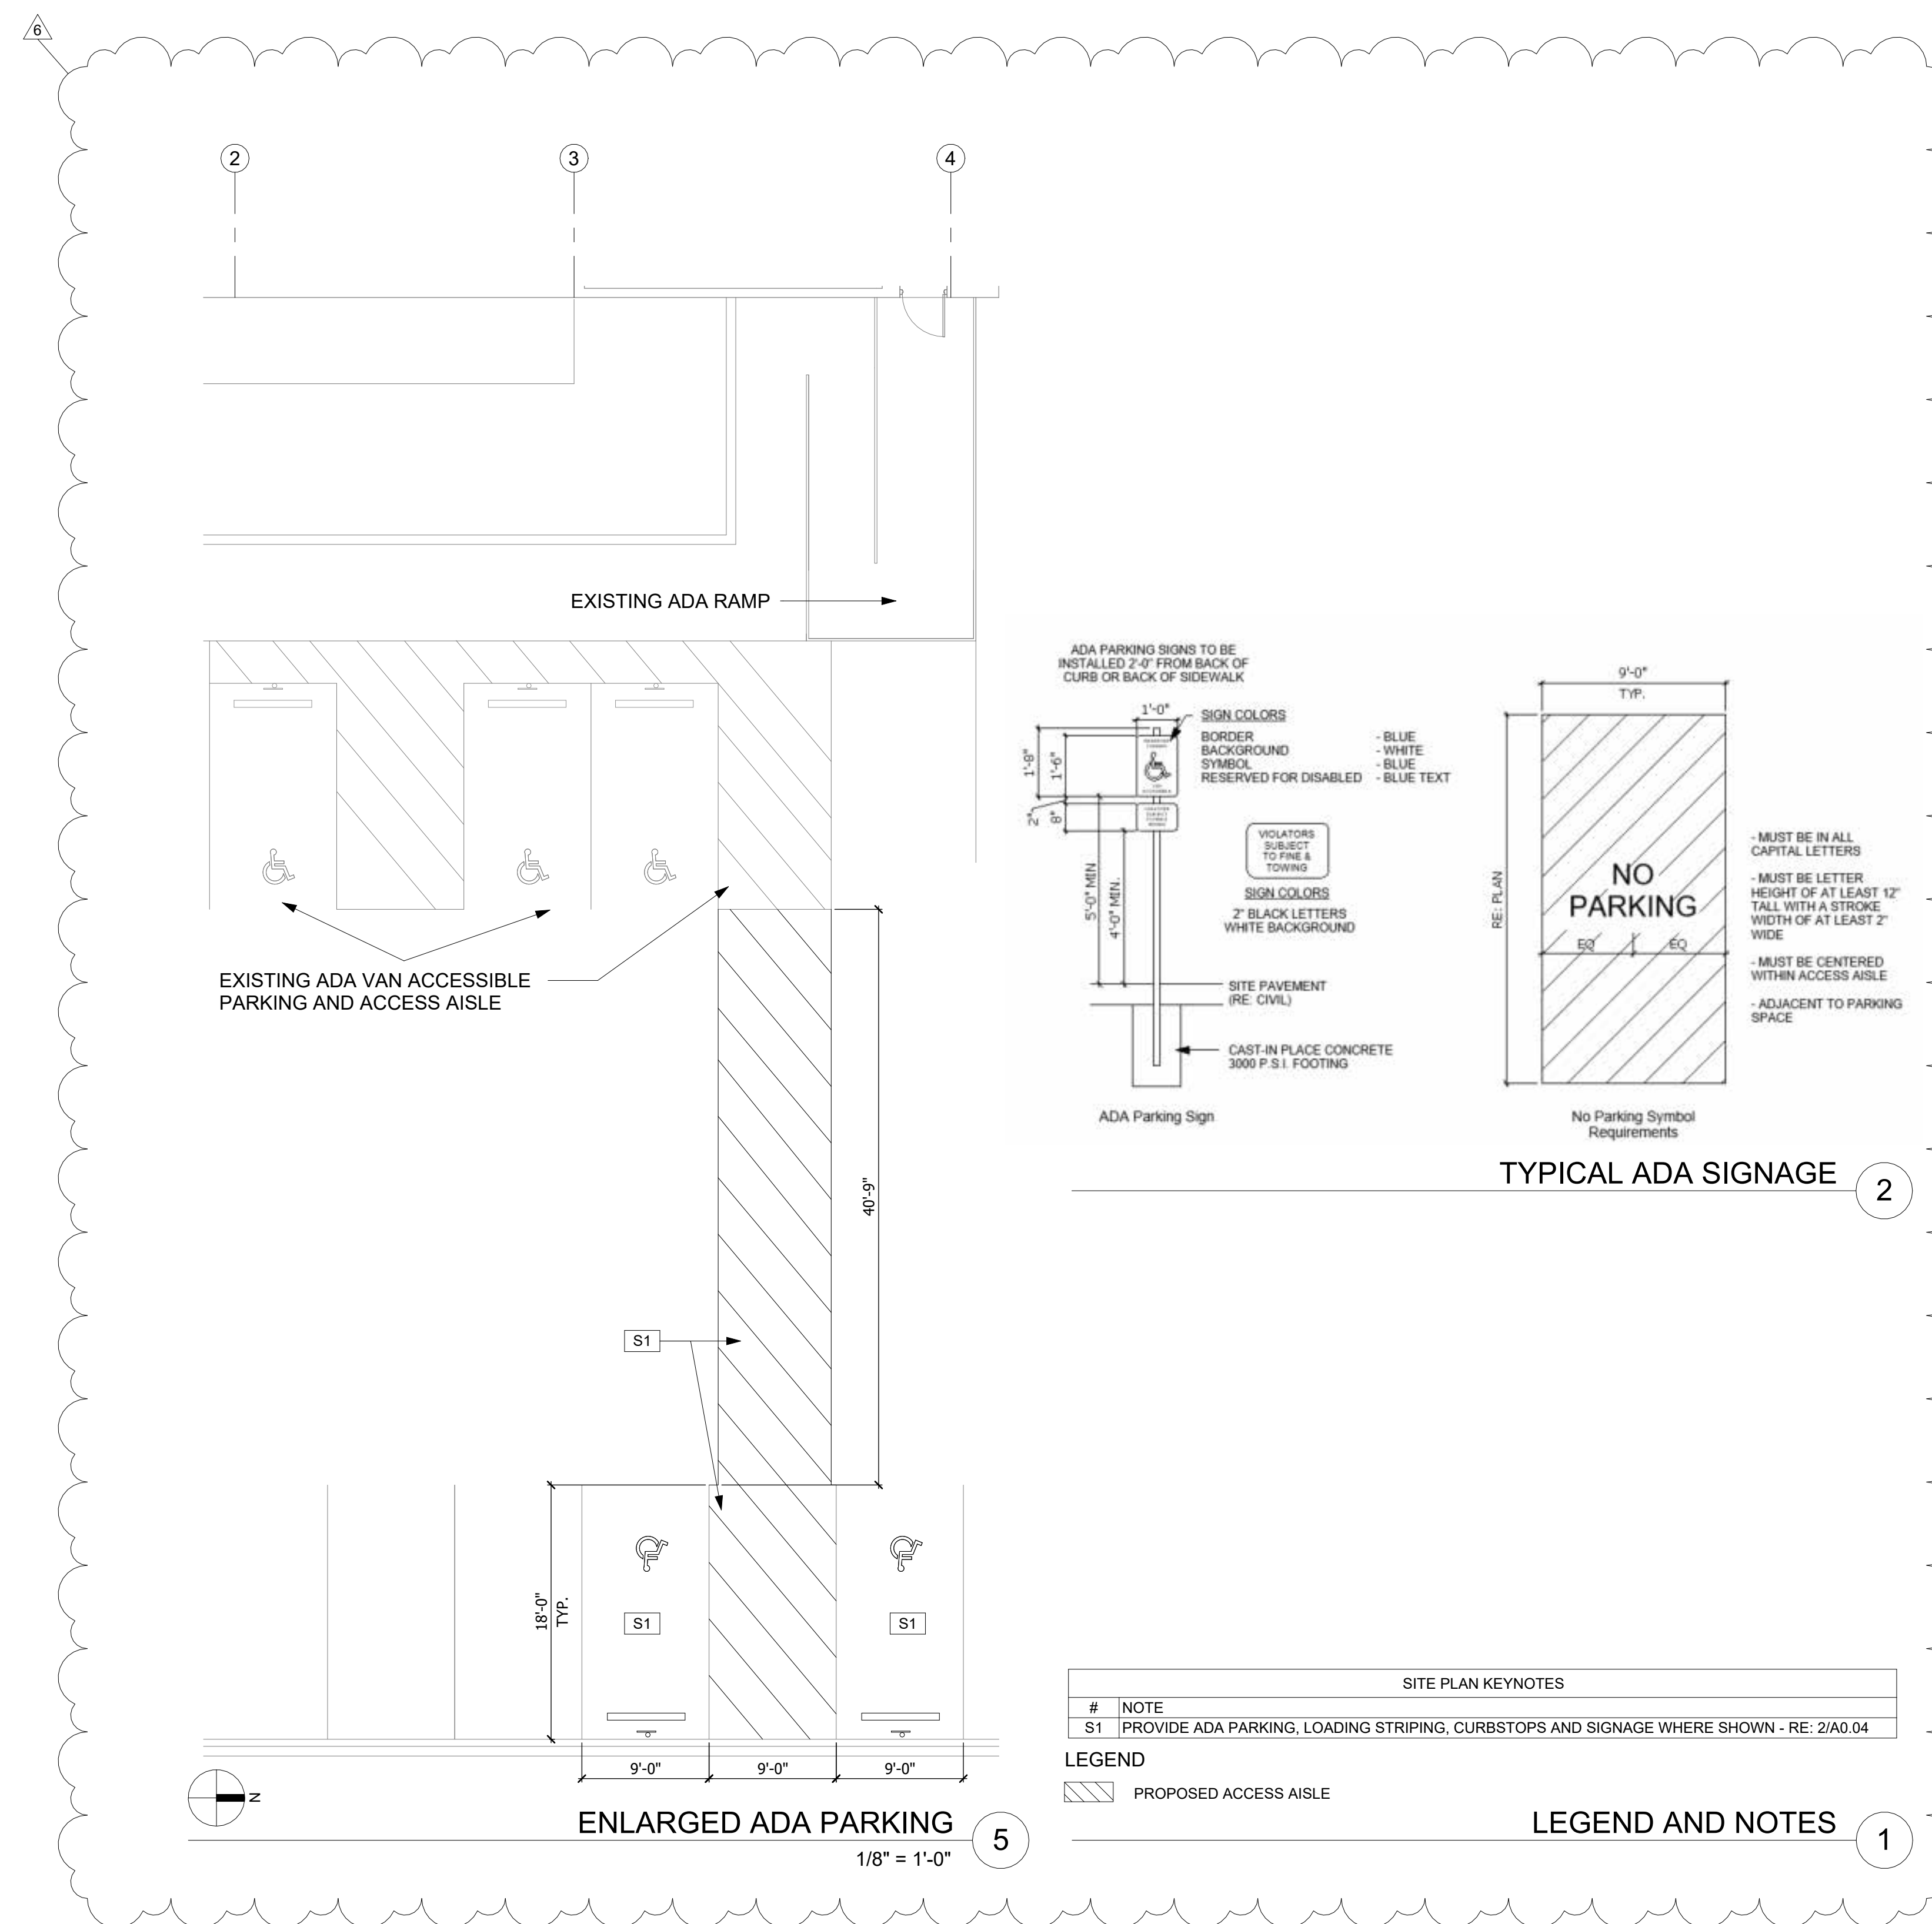 6
2
3
4
EXISTING ADA RAMP
EXISTING ADA VAN ACCESSIBLE
PARKING AND ACCESS AISLE
40'-9"
S1
18'-0"
TYP.
S1
S1
9'-0"
9'-0"
9'-0"
N
ENLARGED ADA PARKING
5
1/8" = 1'-0"
ADA PARKING SIGNS TO BE
INSTALLED 2'-0" FROM BACK OF
CURB OR BACK OF SIDEWALK
1'-0"
SIGN COLORS
BORDER - BLUE
BACKGROUND - WHITE
SYMBOL - BLUE
RESERVED FOR DISABLED - BLUE TEXT
1'-8"
1'-6"
2"
8"
VIOLATORS
SUBJECT
TO FINE &
TOWING
SIGN COLORS
2" BLACK LETTERS
WHITE BACKGROUND
5'-0" MIN
4'-0" MIN.
SITE PAVEMENT
(RE: CIVIL)
CAST-IN PLACE CONCRETE
3000 P.S.I. FOOTING
ADA Parking Sign
9'-0"
TYP.
RE: PLAN
NO
PARKING
EQ EQ
- MUST BE IN ALL
CAPITAL LETTERS
- MUST BE LETTER
HEIGHT OF AT LEAST 12"
TALL WITH A STROKE
WIDTH OF AT LEAST 2"
WIDE
- MUST BE CENTERED
WITHIN ACCESS AISLE
- ADJACENT TO PARKING
SPACE
No Parking Symbol
Requirements
TYPICAL ADA SIGNAGE
2
SITE PLAN KEYNOTES
# NOTE
S1 PROVIDE ADA PARKING, LOADING STRIPING, CURBSTOPS AND SIGNAGE WHERE SHOWN - RE: 2/A0.04
LEGEND
PROPOSED ACCESS AISLE
LEGEND AND NOTES
1